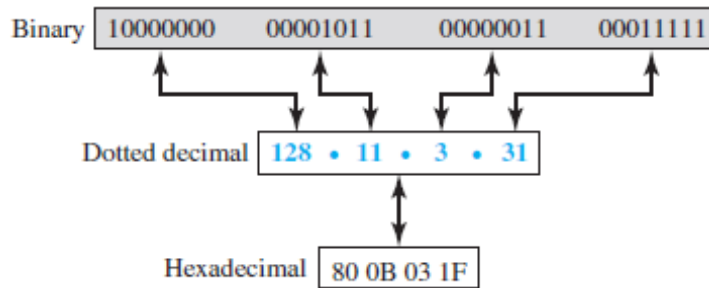 Binary 10000000 00001011 00000011 00011111
Dotted decimal 128 • 11 • 3 • 31
Hexadecimal 80 0B 03 1F